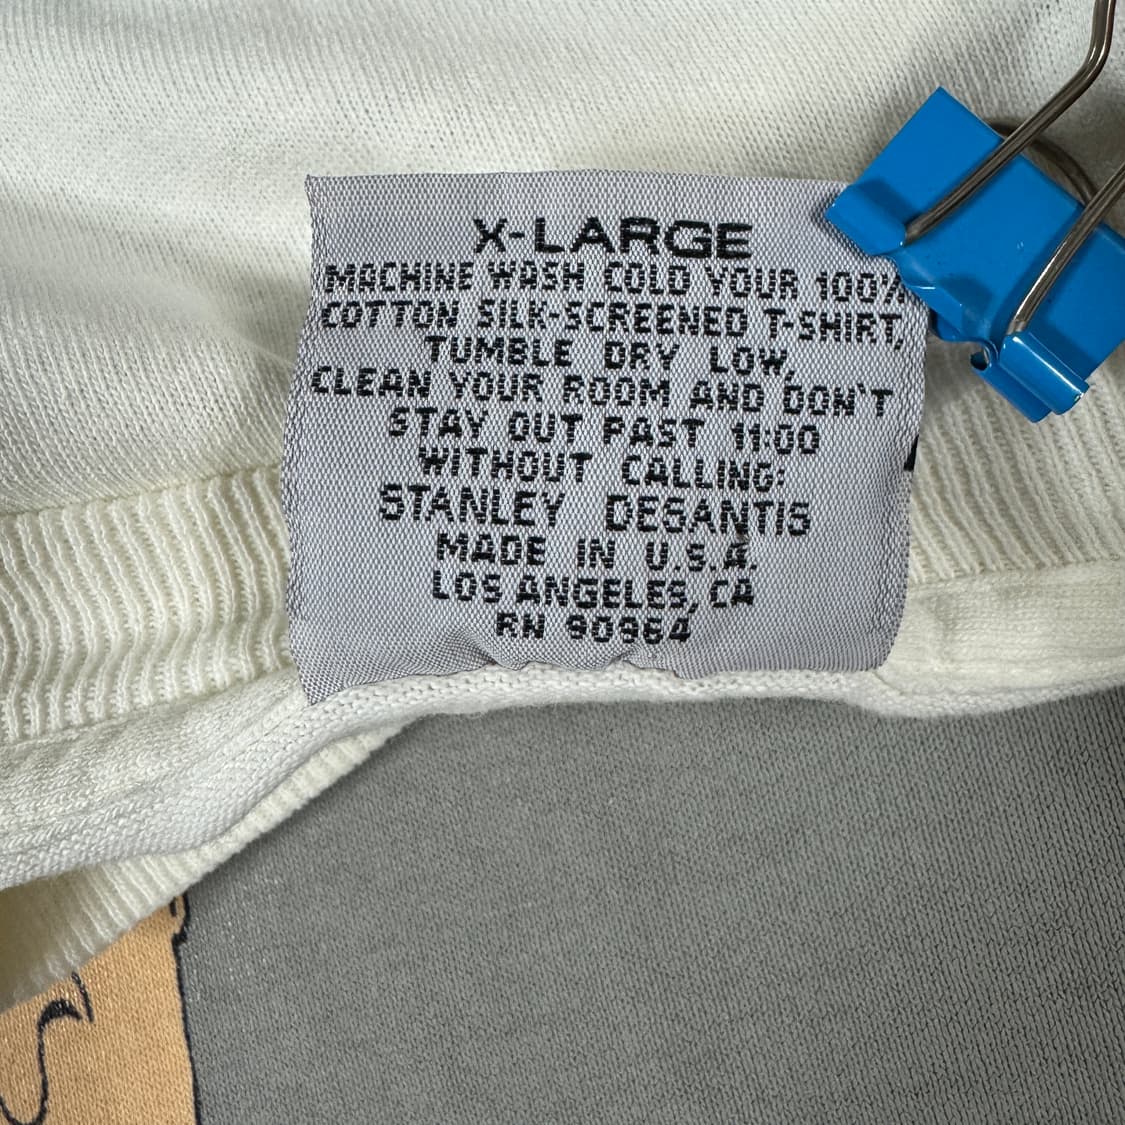 X-LARGE
MACHINE WASH COLD YOUR 100%
COTTON SILK-SCREENED T-SHIRT,
TUMBLE DRY LOW,
CLEAN YOUR ROOM AND DON'T
STAY OUT PAST 11:00
WITHOUT CALLING:
STANLEY DESANTIS
MADE IN U.S.A.
LOS ANGELES, CA
RN 90964